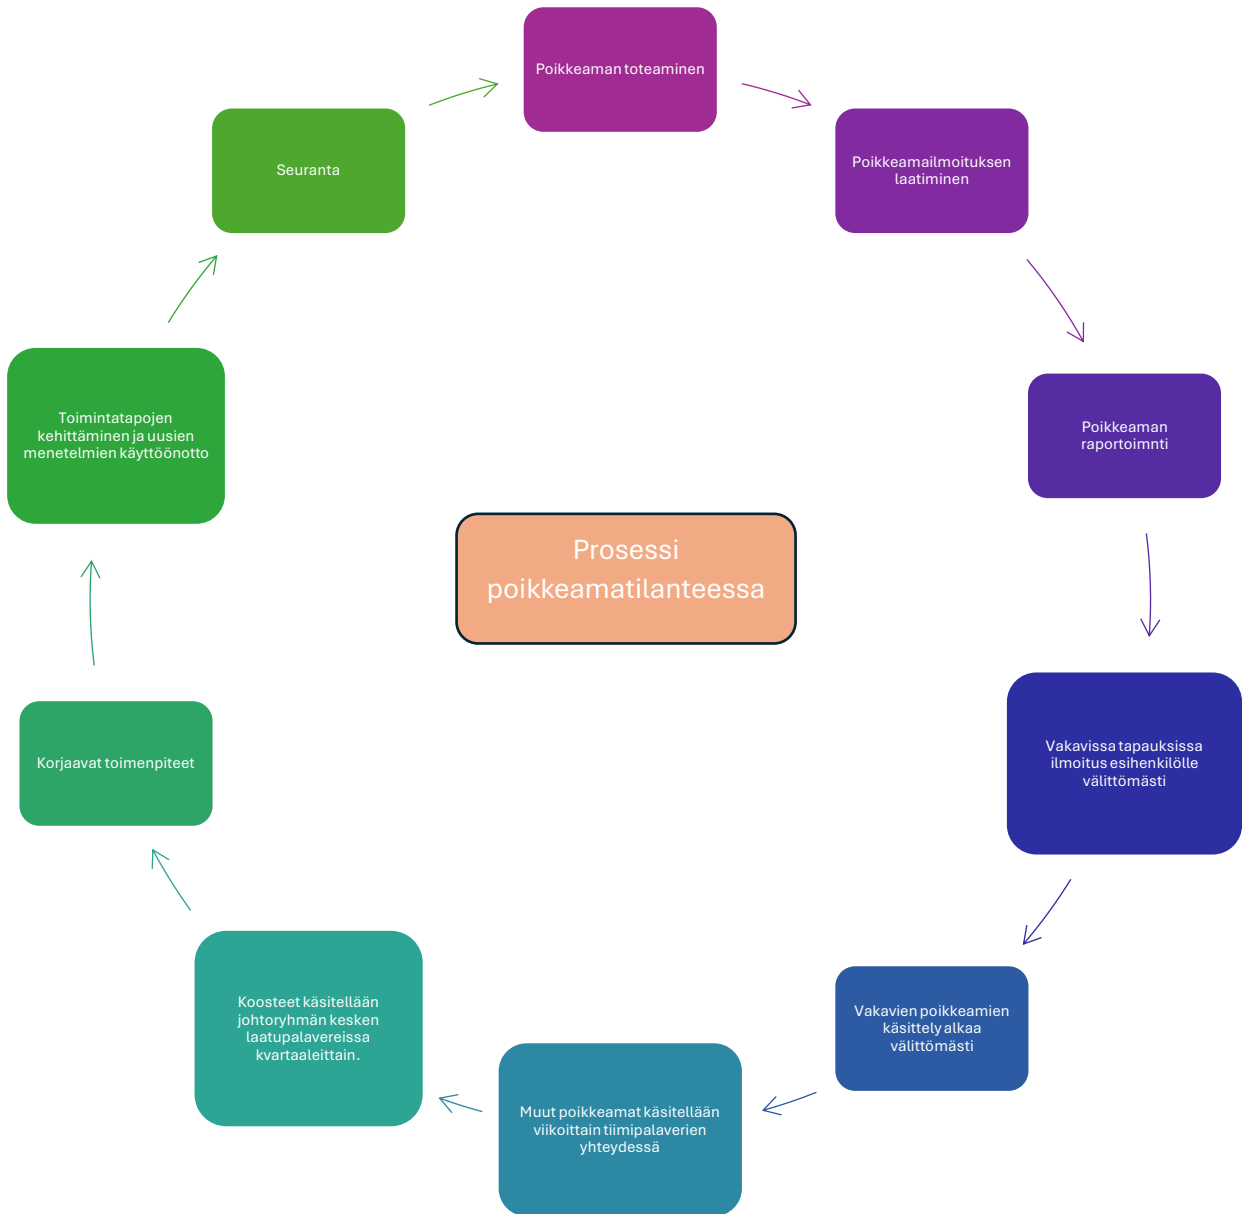 Poikkeaman toteaminen
Poikkeamailmoituksen
laatiminen
Poikkeaman
raportoimnti
Vakavissa tapauksissa
ilmoitus esihenkilölle
välittömästi
Vakavien poikkeamien
käsittely alkaa
välittömästi
Muut poikkeamat käsitellään
viikoittain tiimipalaverien
yhteydessä
Koosteet käsitellään
johtoryhmän kesken
laatupalavereissa
kvartaaleittain.
Korjaavat toimenpiteet
Toimintatapojen
kehittäminen ja uusien
menetelmien käyttöönotto
Seuranta
Prosessi
poikkeamatilanteessa